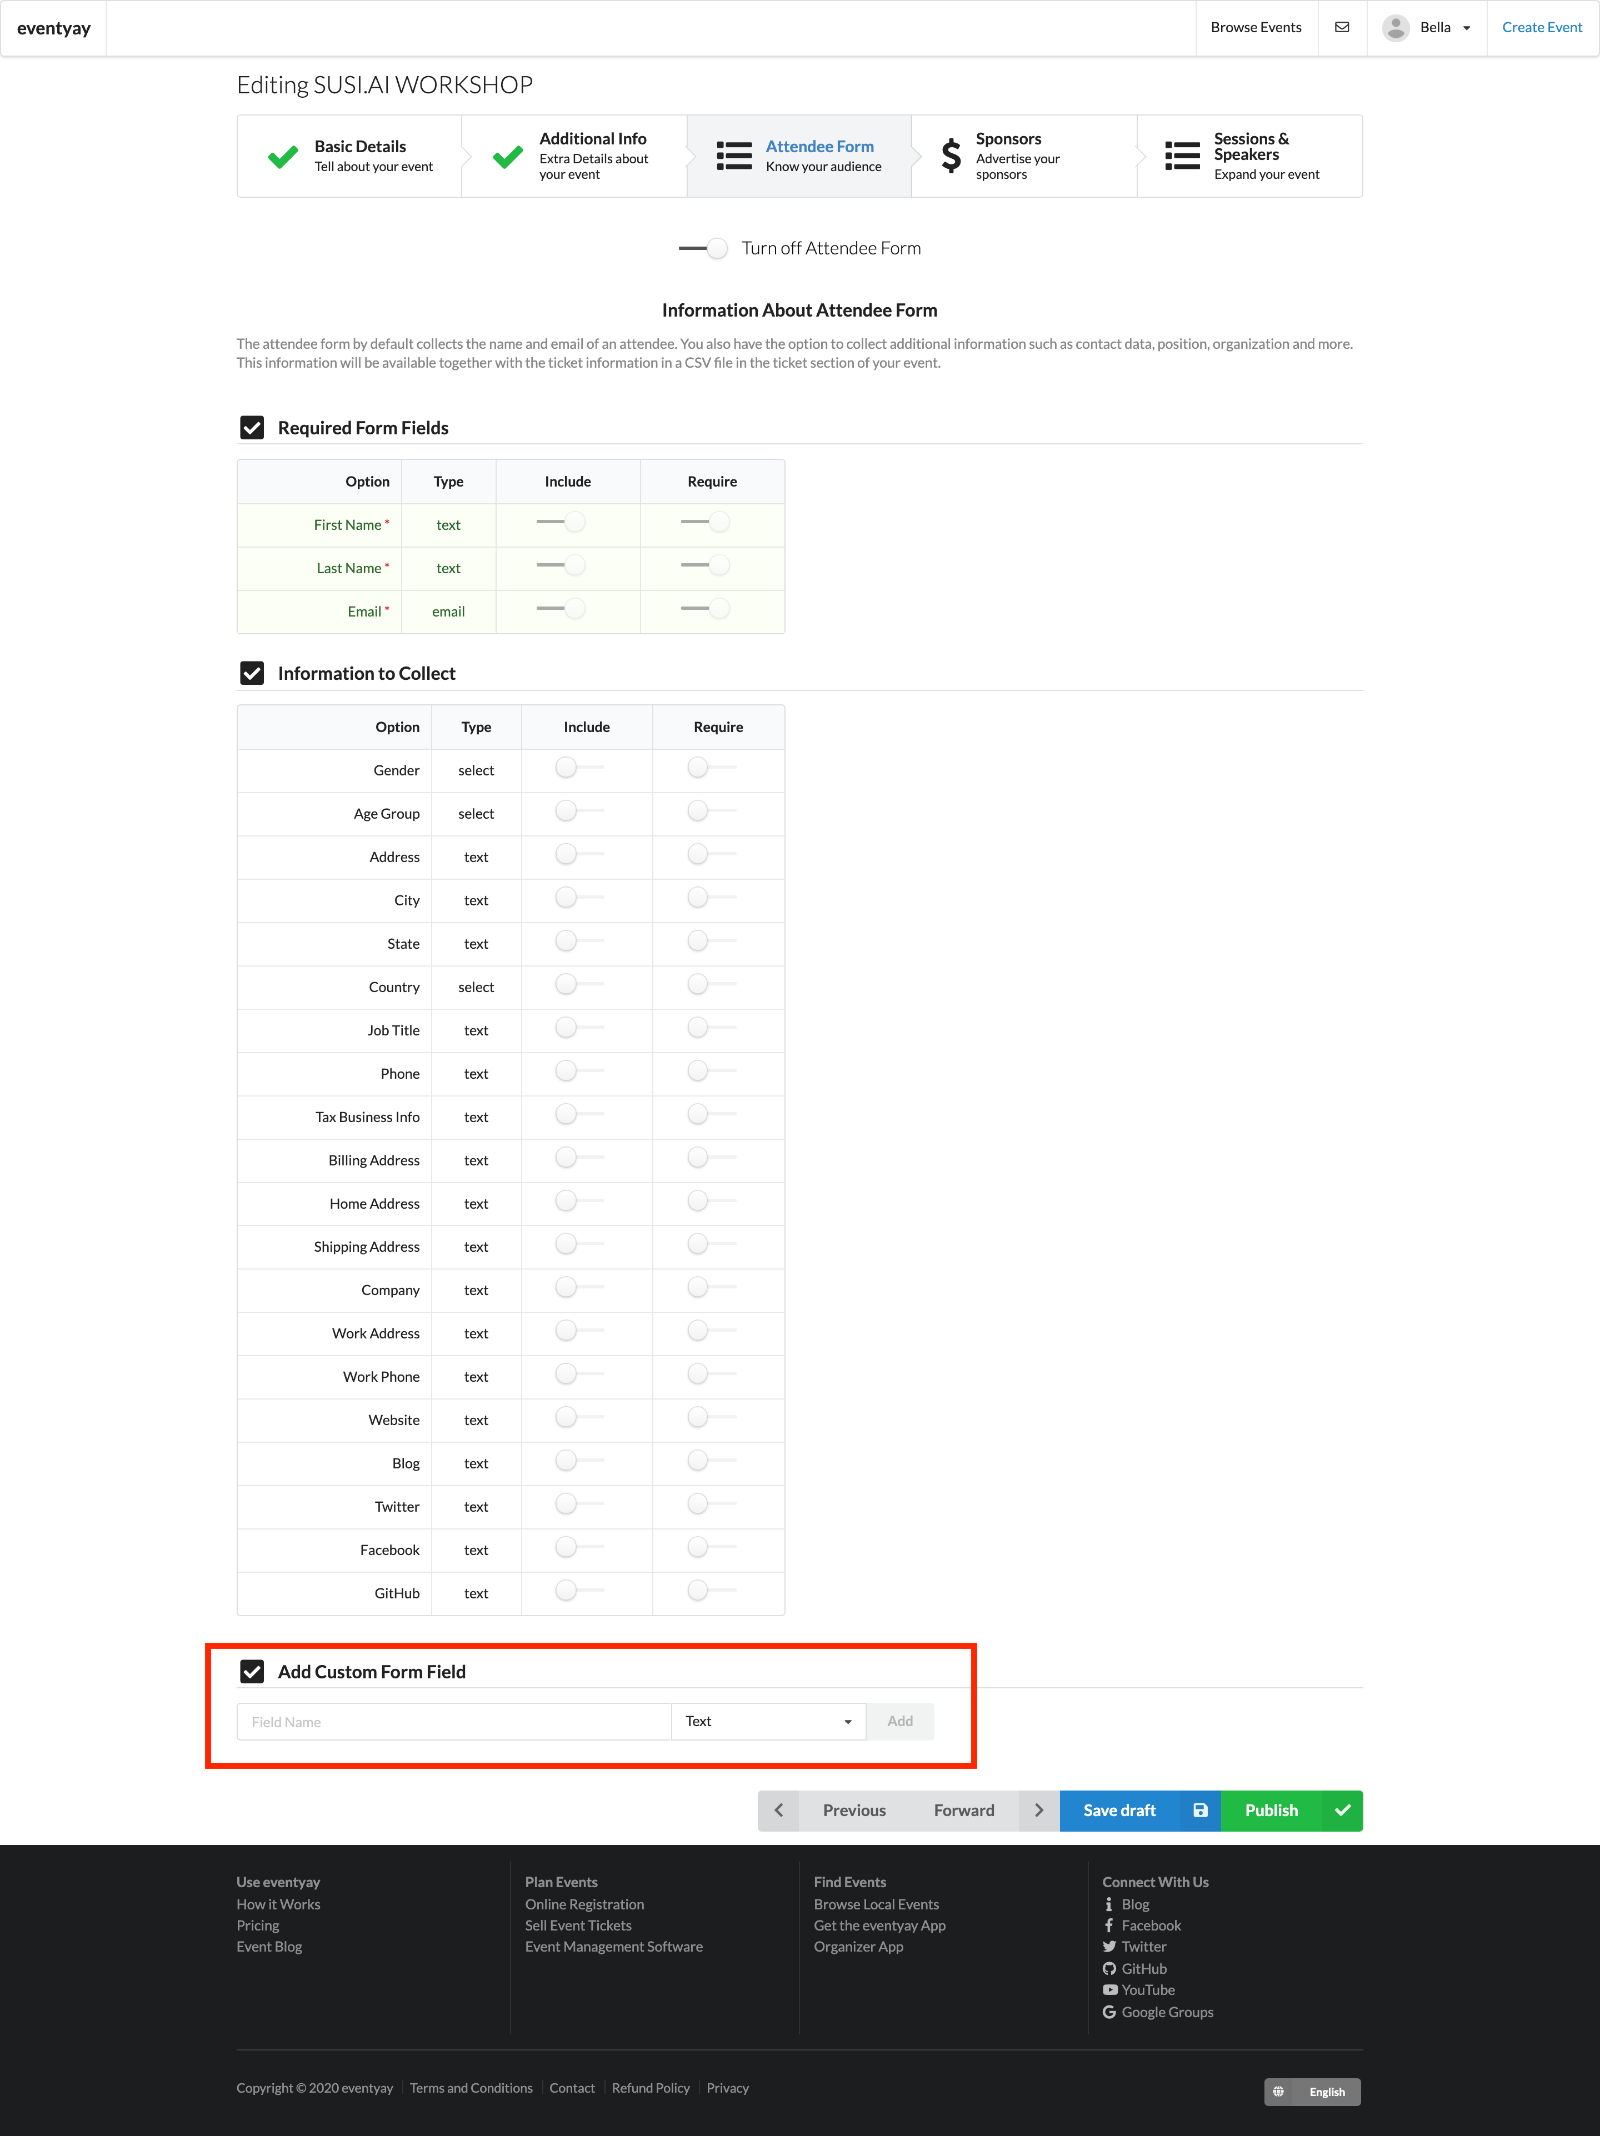 eventyay
Browse Events
Bella
Create Event
Editing SUSI.AI WORKSHOP
Basic Details
Tell about your event
Additional Info
Extra Details about
your event
Attendee Form
Know your audience
Sponsors
Advertise your
sponsors
Sessions &
Speakers
Expand your event
Turn off Attendee Form
Information About Attendee Form
The attendee form by default collects the name and email of an attendee. You also have the option to collect additional information such as contact data, position, organization and more.
This information will be available together with the ticket information in a CSV file in the ticket section of your event.
Required Form Fields
Option Type Include Require
First Name * text
Last Name * text
Email * email
Information to Collect
Option Type Include Require
Gender select
Age Group select
Address text
City text
State text
Country select
Job Title text
Phone text
Tax Business Info text
Billing Address text
Home Address text
Shipping Address text
Company text
Work Address text
Work Phone text
Website text
Blog text
Twitter text
Facebook text
GitHub text
Add Custom Form Field
Field Name Text Add
Previous Forward Save draft Publish
Use eventyay
How it Works
Pricing
Event Blog
Plan Events
Online Registration
Sell Event Tickets
Event Management Software
Find Events
Browse Local Events
Get the eventyay App
Organizer App
Connect With Us
Blog
Facebook
Twitter
GitHub
YouTube
Google Groups
Copyright © 2020 eventyay Terms and Conditions Contact Refund Policy Privacy
English